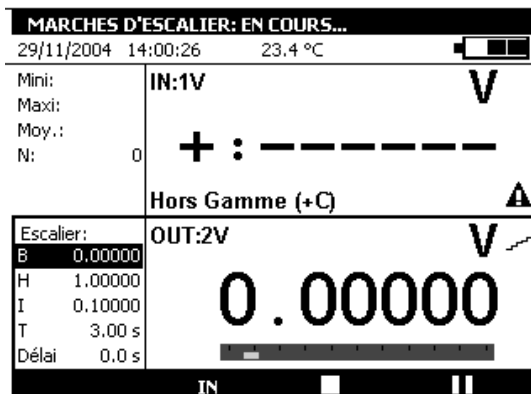 MARCHES D'ESCALIER: EN COURS...
29/11/2004 14:00:26 23.4 °C
Mini:
Maxi:
Moy.:
N: 0
IN:1V V
+:------
Hors Gamme (+C)
Escalier:
B 0.00000
H 1.00000
I 0.10000
T 3.00 s
Délai 0.0 s
OUT:2V V
0.00000
IN